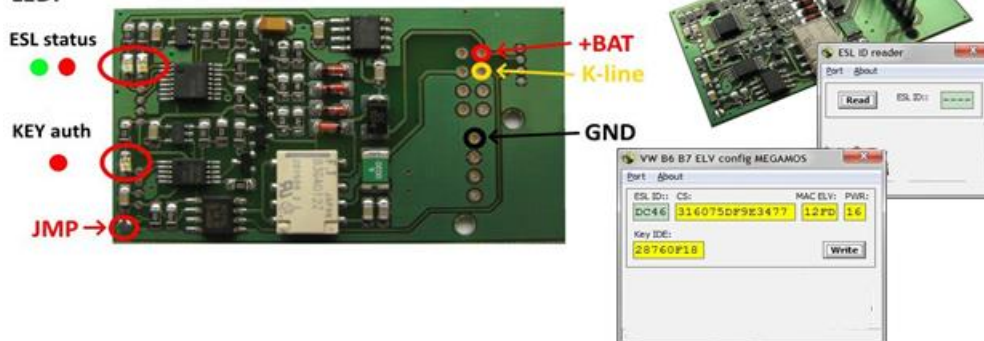 ESL status
+BAT
K-line
KEY auth
GND
JMP
ESL ID reader
Port About
Read
ESL ID:: ----
VW B6 B7 ELV config MEGAMOS
Port About
ESL ID:: CS: MAC ELV: PWR:
DC46 316075DF9E3477 12FD 16
Key IDE:
28760F18
Write